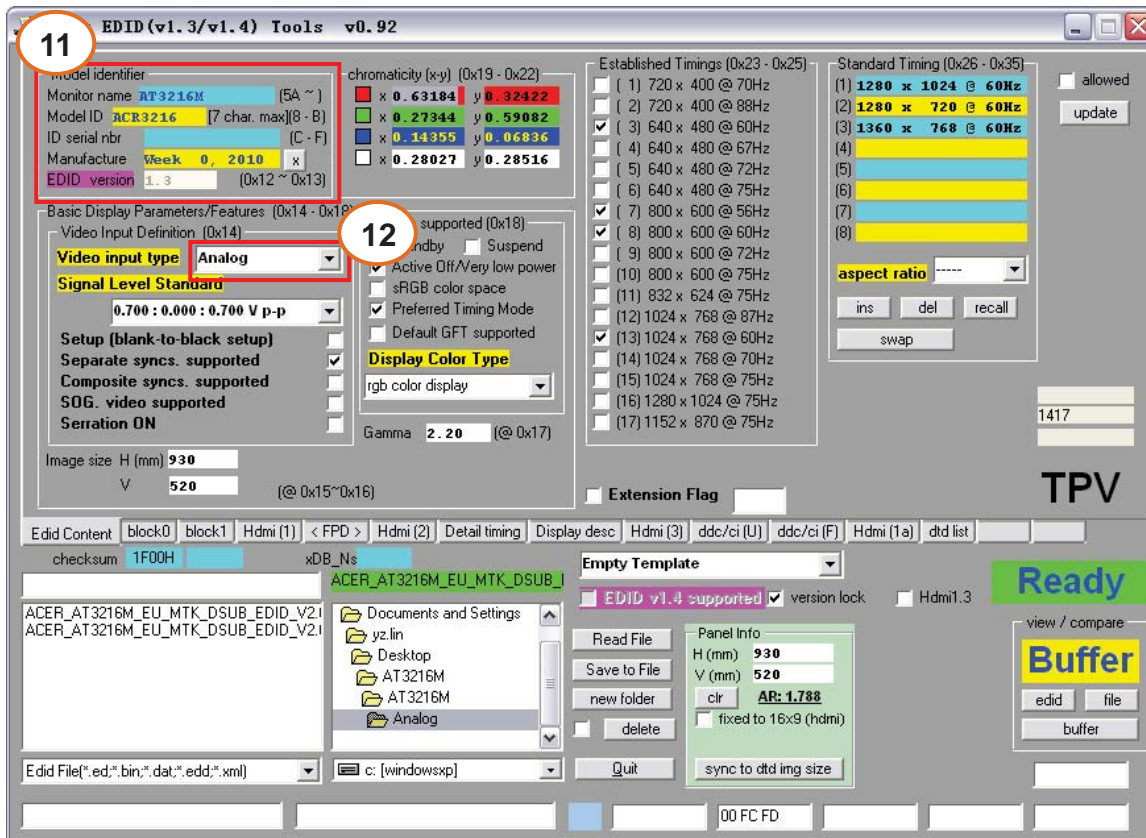 EDID(v1.3/v1.4) Tools v0.92
11
Model identifier
Monitor name AT3216M (5A ~ )
Model ID ACR3216 [7 char. max](8 - B)
ID serial nbr (C - F)
Manufacture Week 0, 2010 x
EDID version 1.3 (0x12 ~ 0x13)
chromaticity (x-y) (0x19 - 0x22)
x 0.63184 y 0.32422
x 0.27344 y 0.59082
x 0.14355 y 0.06836
x 0.28027 y 0.28516
Basic Display Parameters/Features (0x14 - 0x18)
Video Input Definition (0x14)
Video input type Analog
12
Signal Level Standard
0.700 : 0.000 : 0.700 V p-p
Setup (blank-to-black setup)
Separate syncs. supported
Composite syncs. supported
SOG. video supported
Serration ON
supported (0x18)
ndby Suspend
Active Off/Very low power
sRGB color space
Preferred Timing Mode
Default GFT supported
Display Color Type
rgb color display
Gamma 2.20 (@ 0x17)
Image size H (mm) 930
V 520 (@ 0x15~0x16)
Established Timings (0x23 - 0x25)
( 1) 720 x 400 @ 70Hz
( 2) 720 x 400 @ 88Hz
( 3) 640 x 480 @ 60Hz
( 4) 640 x 480 @ 67Hz
( 5) 640 x 480 @ 72Hz
( 6) 640 x 480 @ 75Hz
( 7) 800 x 600 @ 56Hz
( 8) 800 x 600 @ 60Hz
( 9) 800 x 600 @ 72Hz
(10) 800 x 600 @ 75Hz
(11) 832 x 624 @ 75Hz
(12) 1024 x 768 @ 87Hz
(13) 1024 x 768 @ 60Hz
(14) 1024 x 768 @ 70Hz
(15) 1024 x 768 @ 75Hz
(16) 1280 x 1024 @ 75Hz
(17) 1152 x 870 @ 75Hz
Extension Flag
Standard Timing (0x26 - 0x35)
(1) 1280 x 1024 @ 60Hz
(2) 1280 x 720 @ 60Hz
(3) 1360 x 768 @ 60Hz
(4)
(5)
(6)
(7)
(8)
aspect ratio -----
ins del recall
swap
allowed
update
1417
TPV
Edid Content block0 block1 Hdmi (1) < FPD > Hdmi (2) Detail timing Display desc Hdmi (3) ddc/ci (U) ddc/ci (F) Hdmi (1a) dtd list
checksum 1F00H xDB_Ns
ACER_AT3216M_EU_MTK_DSUB_
ACER_AT3216M_EU_MTK_DSUB_EDID_V2.
ACER_AT3216M_EU_MTK_DSUB_EDID_V2.
Documents and Settings
yz.lin
Desktop
AT3216M
AT3216M
Analog
Edid File(*.ed;*.bin;*.dat;*.edd;*.xml)
c: [windowsxp]
Empty Template
EDID v1.4 supported version lock Hdmi1.3
Read File
Save to File
new folder
delete
Quit
Panel Info
H (mm) 930
V (mm) 520
clr AR: 1.788
fixed to 16x9 (hdmi)
sync to dtd img size
Ready
view / compare
Buffer
edid file
buffer
00 FC FD